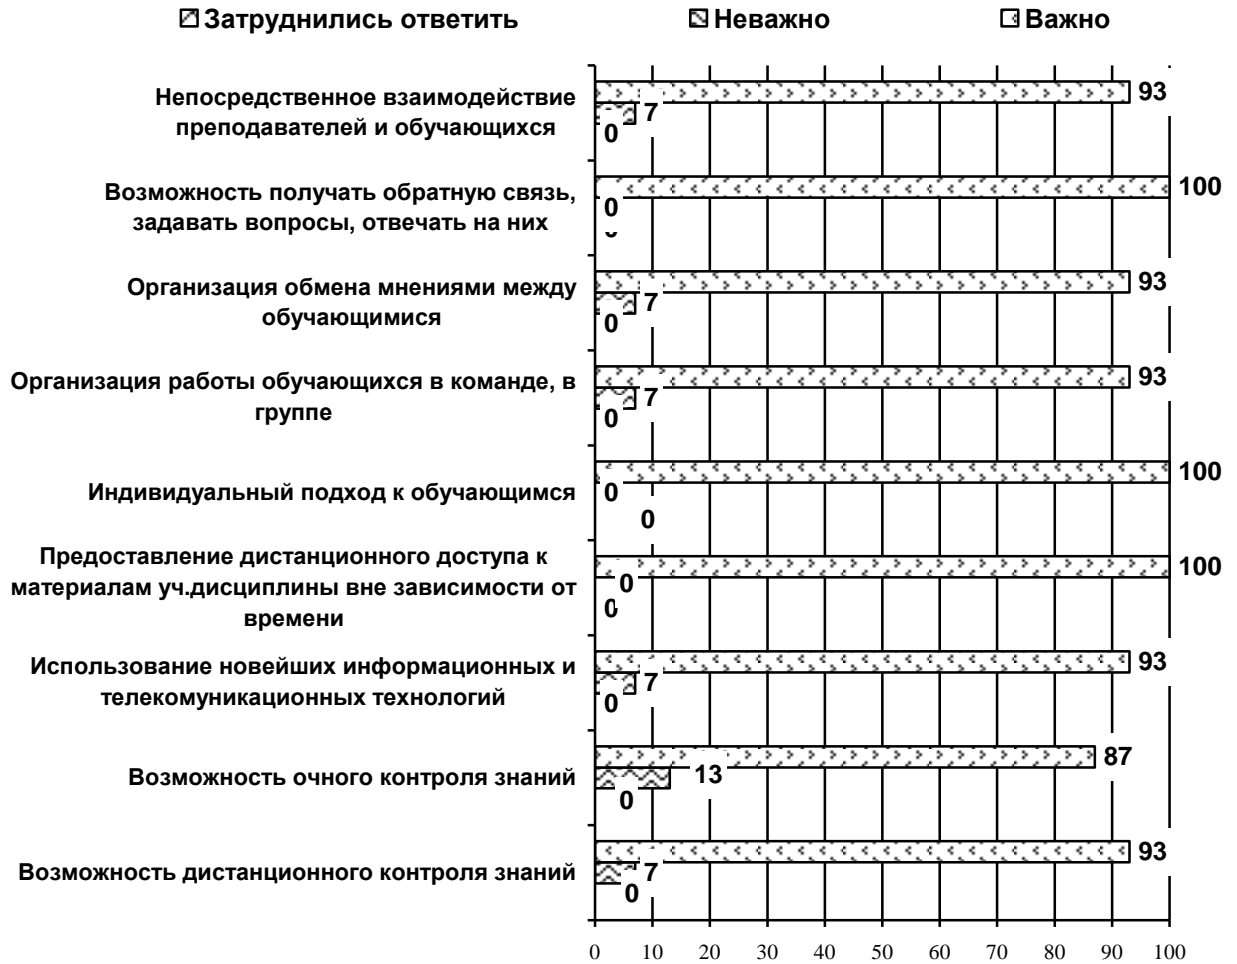 Затруднились ответить Неважно Важно
Непосредственное взаимодействие
преподавателей и обучающихся
93
7
0
Возможность получать обратную связь,
задавать вопросы, отвечать на них
100
0
Организация обмена мнениями между
обучающимися
93
7
0
Организация работы обучающихся в команде, в
группе
93
7
0
Индивидуальный подход к обучающимся
100
0
0
Предоставление дистанционного доступа к
материалам уч.дисциплины вне зависимости от
времени
100
0
0
Использование новейших информационных и
телекомуникационных технологий
93
7
0
Возможность очного контроля знаний
87
13
0
Возможность дистанционного контроля знаний
93
7
0
0 10 20 30 40 50 60 70 80 90 100